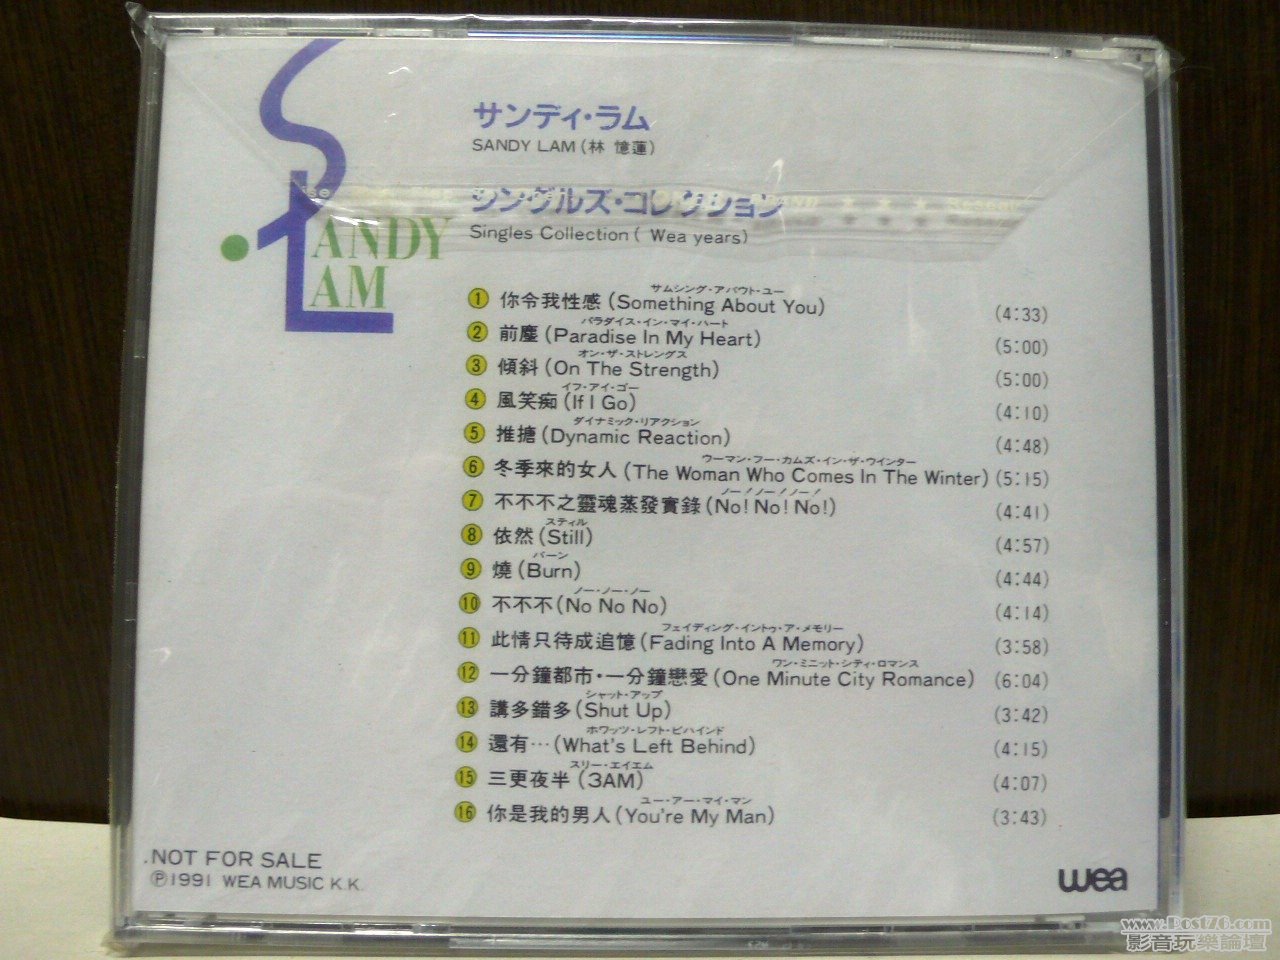 SANDY
LAM
サンディ・ラム
SANDY LAM(林 憶蓮)
シングルズ・コレクション
Singles Collection( Wea years)
サムシング・アバウト・ユー
1 你令我性感(Something About You) (4:33)
パラダイス・イン・マイ・ハート
2 前塵(Paradise In My Heart) (5:00)
オン・ザ・ストレングス
3 傾斜(On The Strength) (5:00)
イフ・アイ・ゴー
4 風笑痴(If I Go) (4:10)
ダイナミック・リアクション
5 推搪(Dynamic Reaction) (4:48)
ウーマン・フー・カムズ・イン・ザ・ウインター
6 冬季來的女人(The Woman Who Comes In The Winter) (5:15)
ノー!ノー!ノー!
7 不不不之靈魂蒸發實錄(No! No! No!) (4:41)
スティル
8 依然(Still) (4:57)
バーン
9 燒(Burn) (4:44)
ノー・ノー・ノー
10 不不不(No No No) (4:14)
フェイディング・イントゥ・ア・メモリー
11 此情只待成追憶(Fading Into A Memory) (3:58)
ワン・ミニット・シティ・ロマンス
12 一分鐘都市・一分鐘戀愛(One Minute City Romance) (6:04)
シャット・アップ
13 講多錯多(Shut Up) (3:42)
ホワッツ・レフト・ビハインド
14 還有…(What's Left Behind) (4:15)
スリー・エイエム
15 三更夜半(3AM) (4:07)
ユー・アー・マイ・マン
16 你是我的男人(You're My Man) (3:43)
NOT FOR SALE
℗1991 WEA MUSIC K.K.
wea
www.Post76.com
影音玩樂論壇